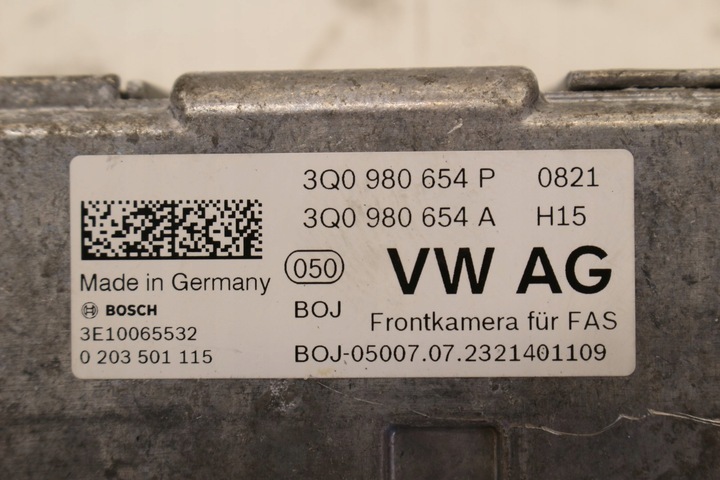 3Q0 980 654 P 0821
3Q0 980 654 A H15
050 VW AG
Made in Germany
BOSCH BOJ
Frontkamera für FAS
3E10065532
0 203 501 115 BOJ-05007.07.2321401109